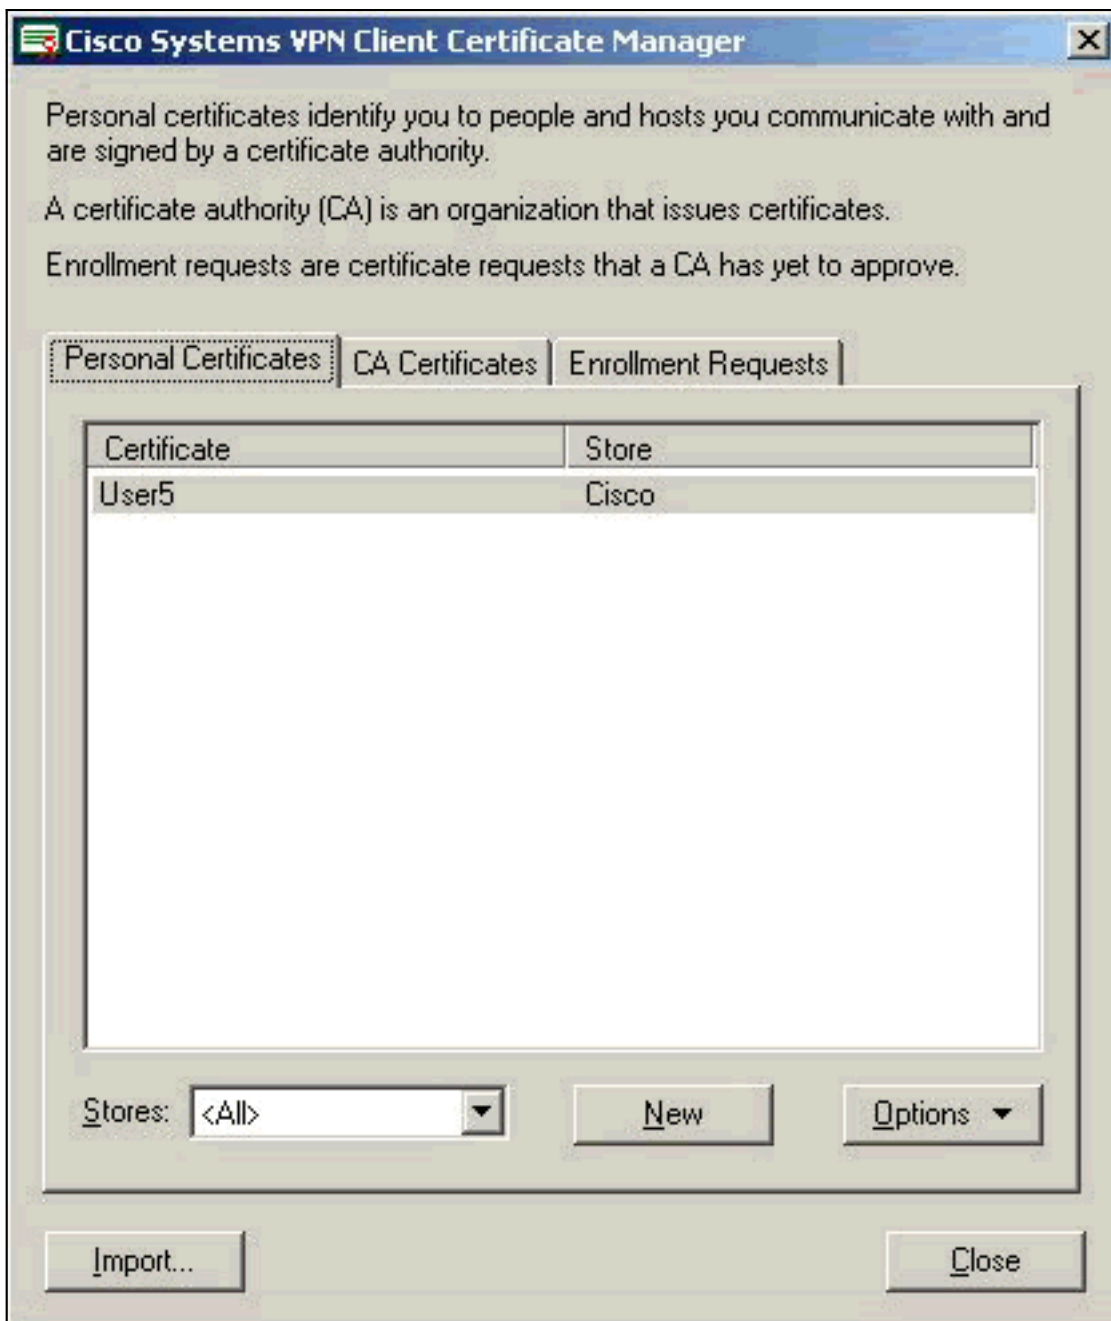 Cisco Systems VPN Client Certificate Manager
Personal certificates identify you to people and hosts you communicate with and
are signed by a certificate authority.
A certificate authority (CA) is an organization that issues certificates.
Enrollment requests are certificate requests that a CA has yet to approve.
Personal Certificates CA Certificates Enrollment Requests
Certificate Store
User5 Cisco
Stores: <All> New Options
Import... Close